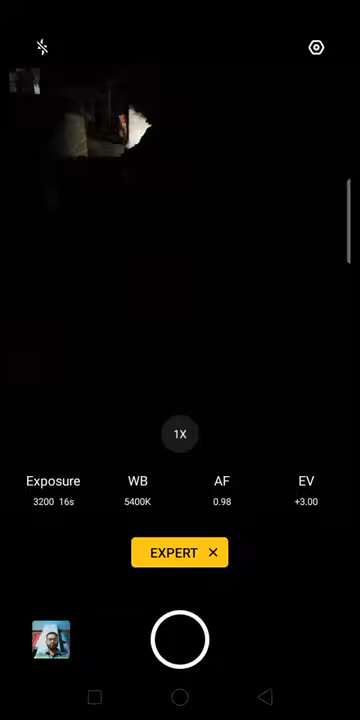 1X
Exposure WB AF EV
3200 16s 5400K 0.98 +3.00
EXPERT ×